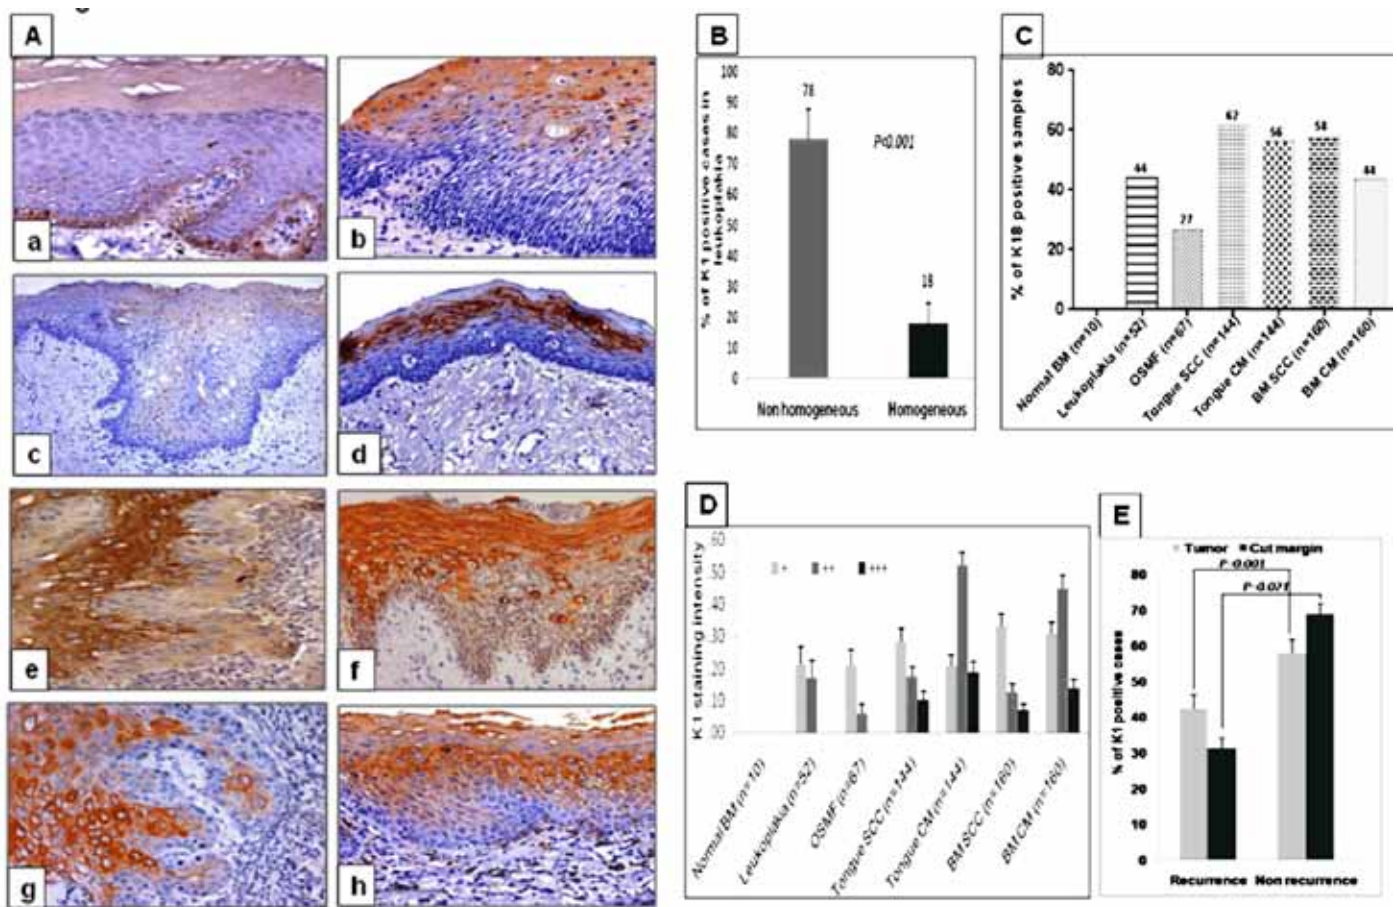 A
a
b
c
d
e
f
g
h
B
% of K1 positive cases in
leukoplakia
100
90
80
70
60
50
40
30
20
10
0
78
18
P<0.001
Non homogeneous
Homogeneous
C
% of K18 positive samples
80
60
40
20
0
44
27
62
56
58
44
Normal BM (n=10)
Leukoplakia (n=52)
OSMF (n=67)
Tongue SCC (n=144)
Tongue CM (n=144)
BM SCC (n=160)
BM CM (n=160)
D
K1 staining intensity
+
++
+++
Normal BM (n=10)
Leukoplakia (n=52)
OSMF (n=67)
Tongue SCC (n=144)
Tongue CM (n=144)
BM SCC (n=160)
BM CM (n=160)
E
Tumor Cut margin
% of K1 positive cases
80
70
60
50
40
30
0
Recurrence
Non recurrence